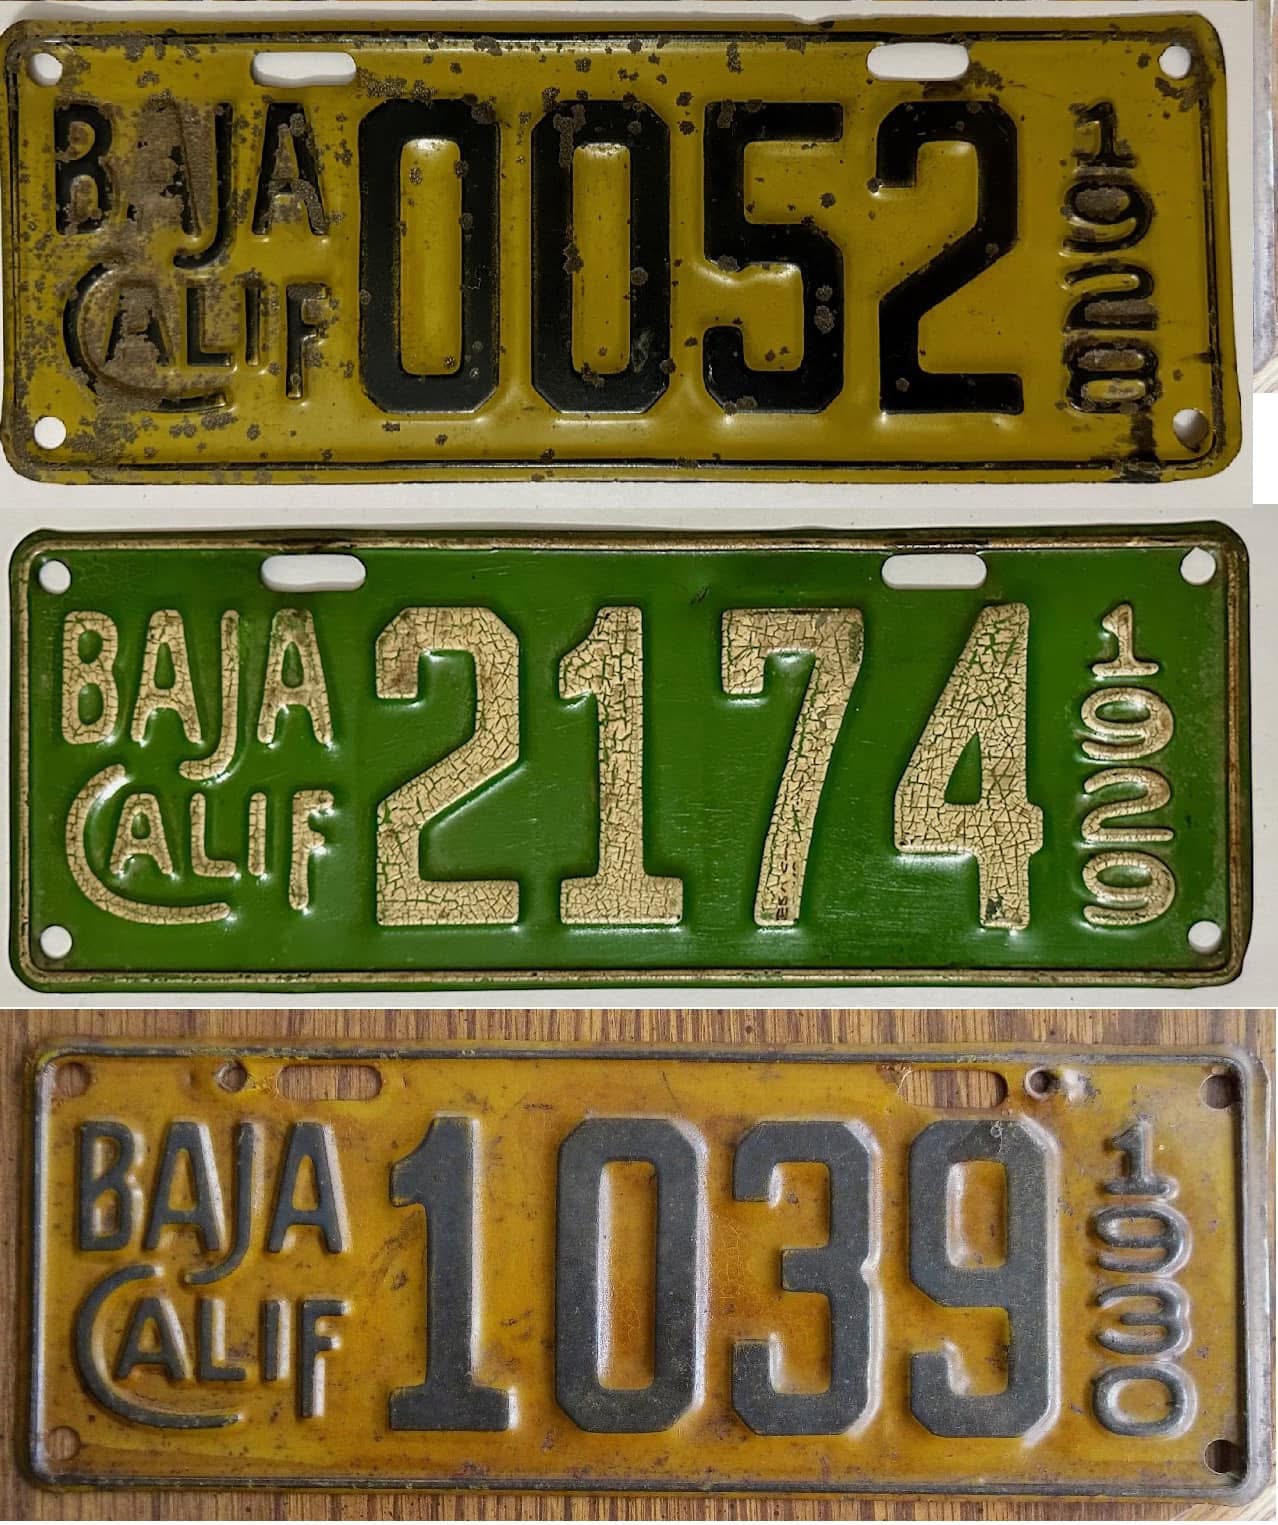 BAJA CALIF 0052 1928
BAJA CALIF 2174 1929
BAJA CALIF 1039 1930